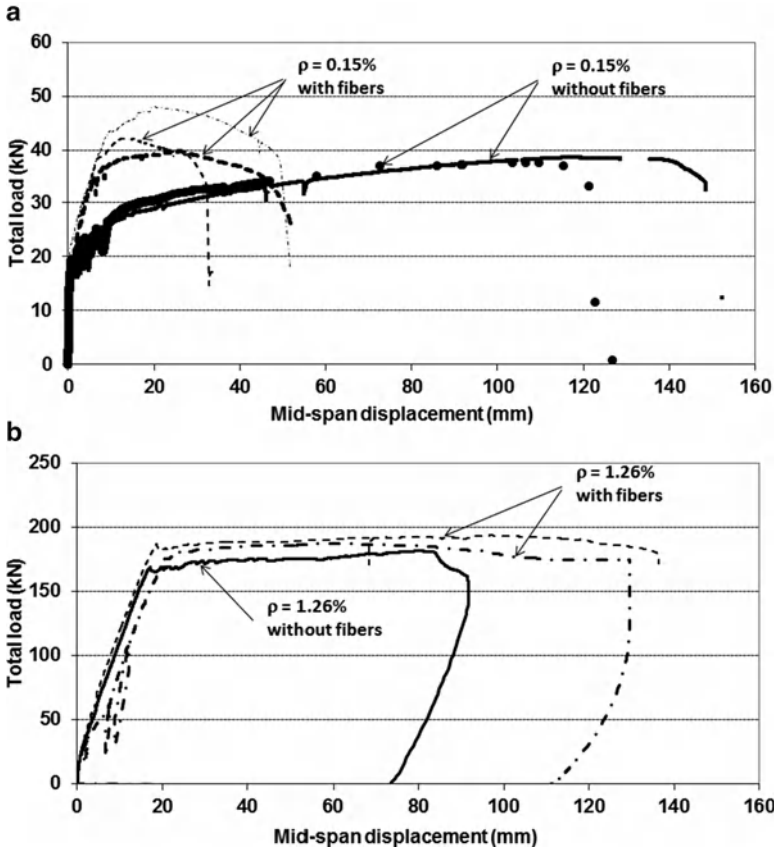 a
60
50
40
30
20
10
0
Total load (kN)
ρ = 0.15%
with fibers
ρ = 0.15%
without fibers
0 20 40 60 80 100 120 140 160
Mid-span displacement (mm)
b
250
200
150
100
50
0
Total load (kN)
ρ = 1.26%
with fibers
ρ = 1.26%
without fibers
0 20 40 60 80 100 120 140 160
Mid-span displacement (mm)